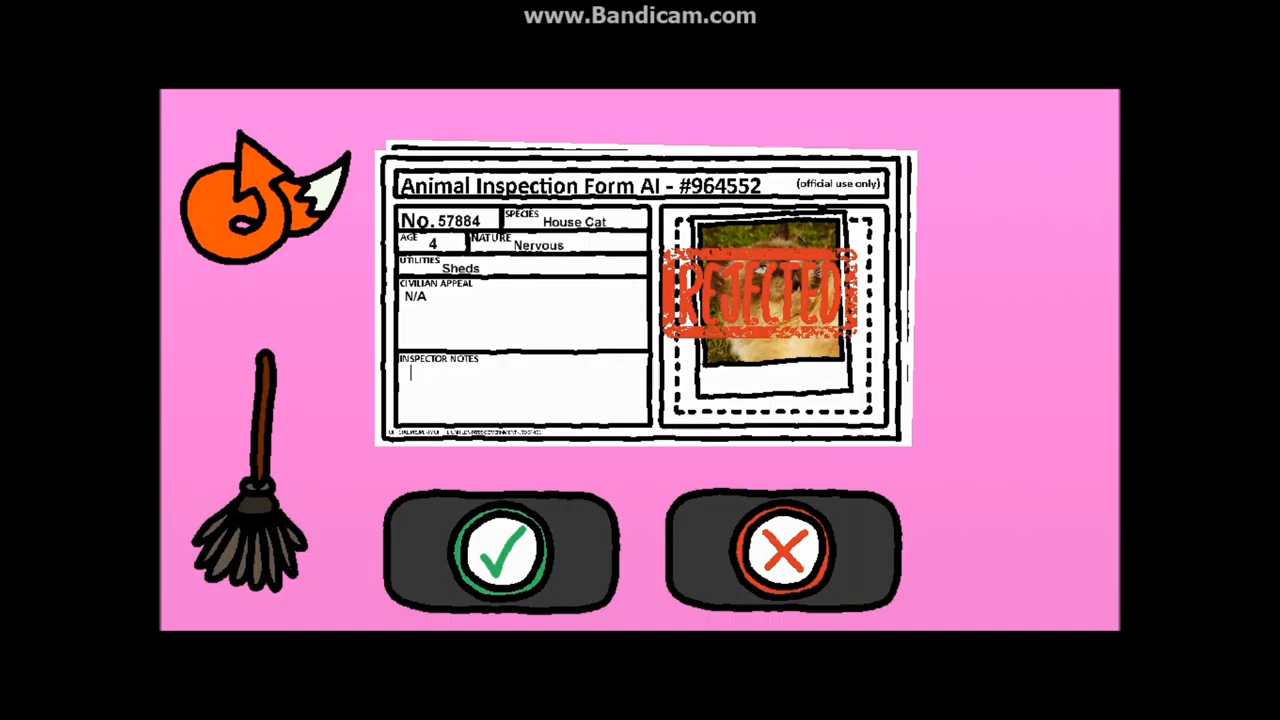 www.Bandicam.com
Animal Inspection Form AI - #964552 (official use only)
No. 57884 SPECIES House Cat
AGE 4 NATURE Nervous
UTILITIES Sheds
CIVILIAN APPEAL
N/A
REJECTED
INSPECTOR NOTES